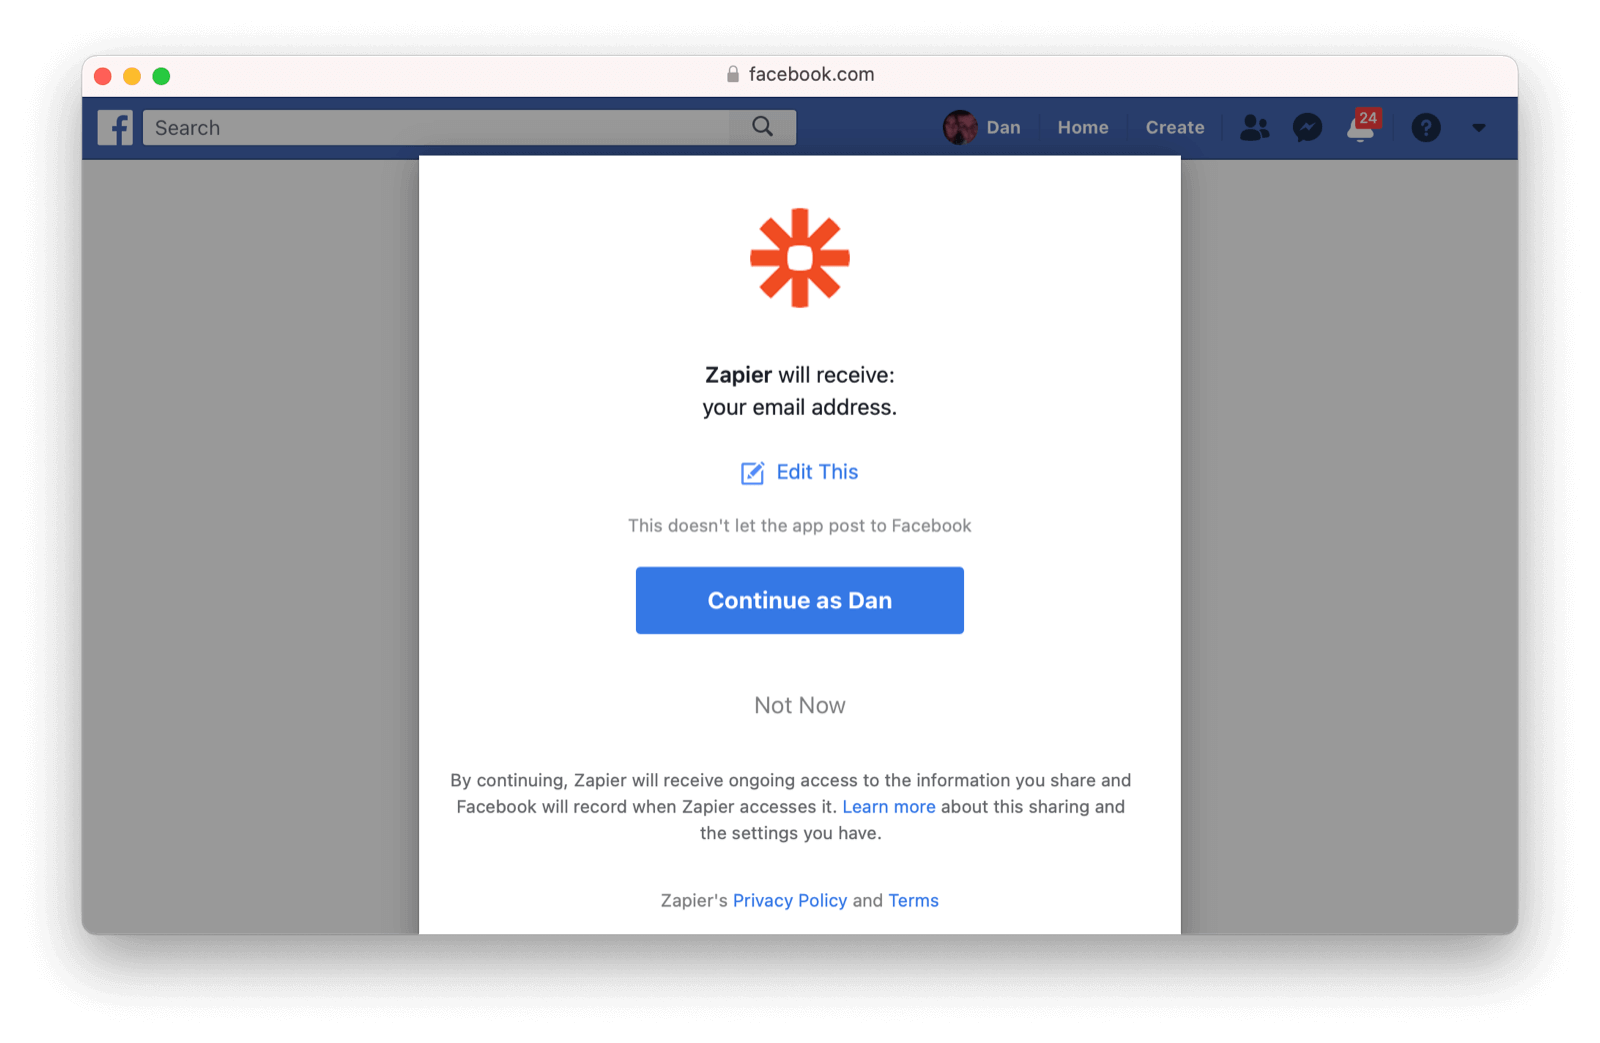 facebook.com
Search
Dan
Home
Create
24
Zapier will receive:
your email address.
Edit This
This doesn't let the app post to Facebook
Continue as Dan
Not Now
By continuing, Zapier will receive ongoing access to the information you share and
Facebook will record when Zapier accesses it. Learn more about this sharing and
the settings you have.
Zapier's Privacy Policy and Terms